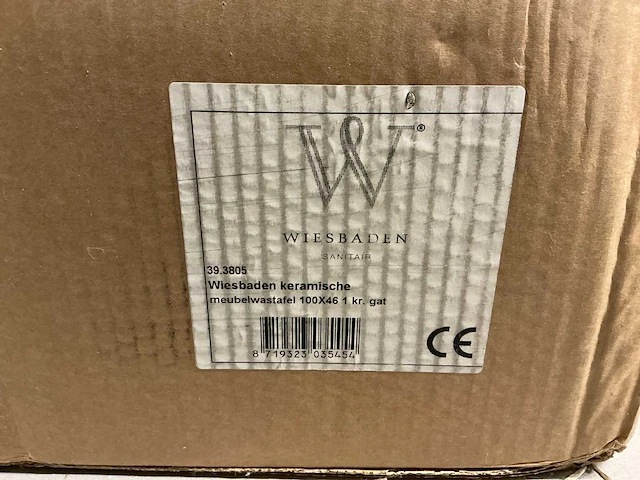 W®
WIESBADEN
SANITAIR
39.3805
Wiesbaden keramische
meubelwastafel 100X46 1 kr. gat
8 719323 035454
CE